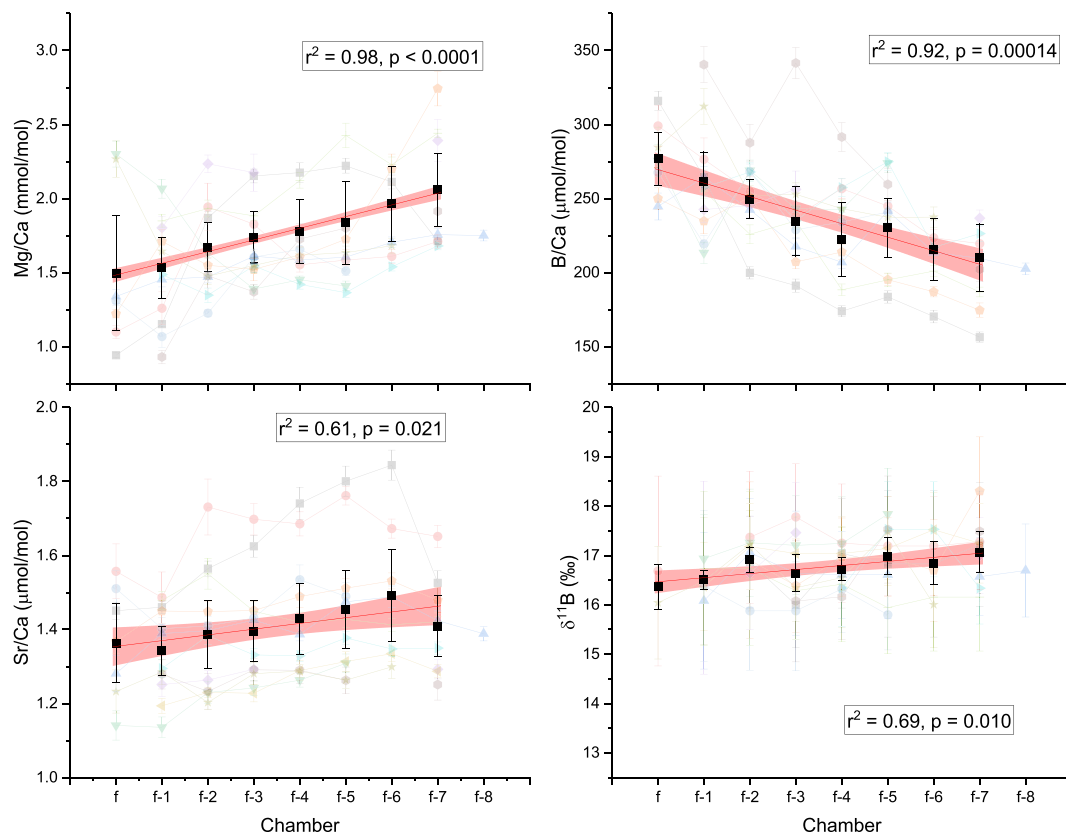 r² = 0.98, p < 0.0001
Mg/Ca (mmol/mol)
3.0
2.5
2.0
1.5
1.0
r² = 0.92, p = 0.00014
B/Ca (μmol/mol)
350
300
250
200
150
r² = 0.61, p = 0.021
Sr/Ca (μmol/mol)
2.0
1.8
1.6
1.4
1.2
1.0
f f-1 f-2 f-3 f-4 f-5 f-6 f-7 f-8
Chamber
δ¹¹B (‰)
20
19
18
17
16
15
14
13
r² = 0.69, p = 0.010
f f-1 f-2 f-3 f-4 f-5 f-6 f-7 f-8
Chamber